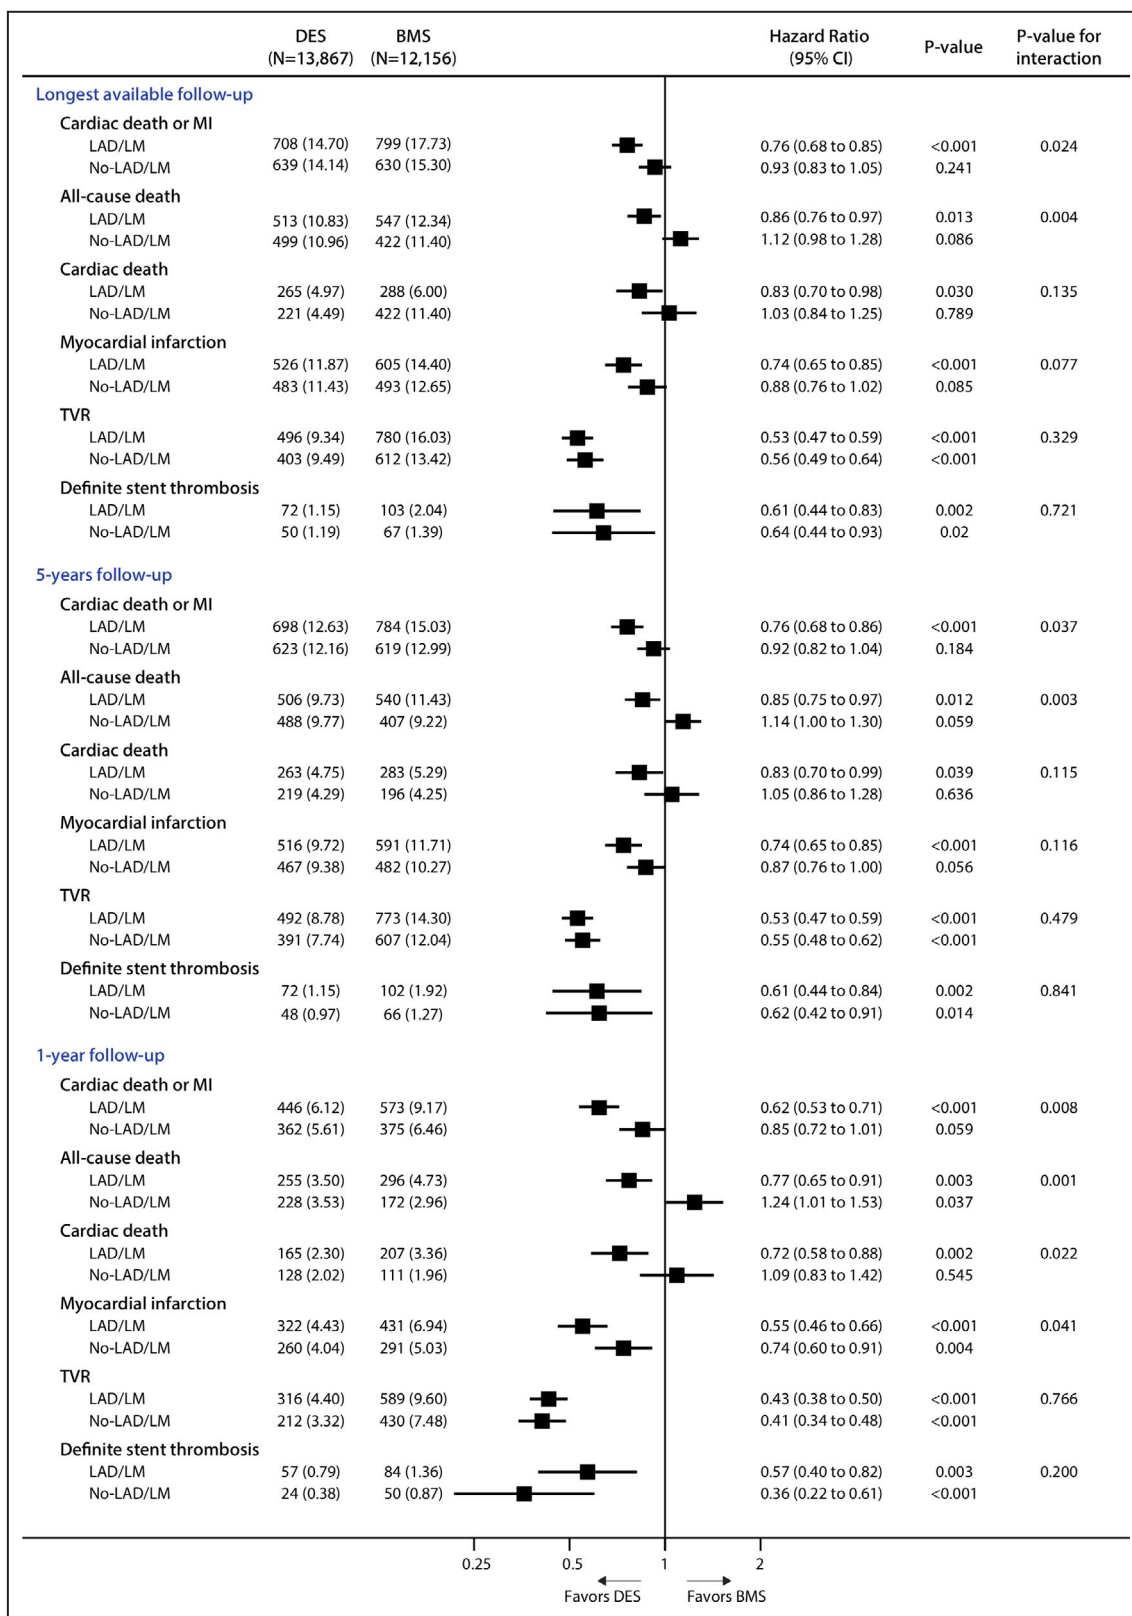 DES BMS Hazard Ratio P-value P-value for
(N=13,867) (N=12,156) (95% CI) interaction
Longest available follow-up
Cardiac death or MI
LAD/LM 708 (14.70) 799 (17.73) 0.76 (0.68 to 0.85) <0.001 0.024
No-LAD/LM 639 (14.14) 630 (15.30) 0.93 (0.83 to 1.05) 0.241
All-cause death
LAD/LM 513 (10.83) 547 (12.34) 0.86 (0.76 to 0.97) 0.013 0.004
No-LAD/LM 499 (10.96) 422 (11.40) 1.12 (0.98 to 1.28) 0.086
Cardiac death
LAD/LM 265 (4.97) 288 (6.00) 0.83 (0.70 to 0.98) 0.030 0.135
No-LAD/LM 221 (4.49) 422 (11.40) 1.03 (0.84 to 1.25) 0.789
Myocardial infarction
LAD/LM 526 (11.87) 605 (14.40) 0.74 (0.65 to 0.85) <0.001 0.077
No-LAD/LM 483 (11.43) 493 (12.65) 0.88 (0.76 to 1.02) 0.085
TVR
LAD/LM 496 (9.34) 780 (16.03) 0.53 (0.47 to 0.59) <0.001 0.329
No-LAD/LM 403 (9.49) 612 (13.42) 0.56 (0.49 to 0.64) <0.001
Definite stent thrombosis
LAD/LM 72 (1.15) 103 (2.04) 0.61 (0.44 to 0.83) 0.002 0.721
No-LAD/LM 50 (1.19) 67 (1.39) 0.64 (0.44 to 0.93) 0.02
5-years follow-up
Cardiac death or MI
LAD/LM 698 (12.63) 784 (15.03) 0.76 (0.68 to 0.86) <0.001 0.037
No-LAD/LM 623 (12.16) 619 (12.99) 0.92 (0.82 to 1.04) 0.184
All-cause death
LAD/LM 506 (9.73) 540 (11.43) 0.85 (0.75 to 0.97) 0.012 0.003
No-LAD/LM 488 (9.77) 407 (9.22) 1.14 (1.00 to 1.30) 0.059
Cardiac death
LAD/LM 263 (4.75) 283 (5.29) 0.83 (0.70 to 0.99) 0.039 0.115
No-LAD/LM 219 (4.29) 196 (4.25) 1.05 (0.86 to 1.28) 0.636
Myocardial infarction
LAD/LM 516 (9.72) 591 (11.71) 0.74 (0.65 to 0.85) <0.001 0.116
No-LAD/LM 467 (9.38) 482 (10.27) 0.87 (0.76 to 1.00) 0.056
TVR
LAD/LM 492 (8.78) 773 (14.30) 0.53 (0.47 to 0.59) <0.001 0.479
No-LAD/LM 391 (7.74) 607 (12.04) 0.55 (0.48 to 0.62) <0.001
Definite stent thrombosis
LAD/LM 72 (1.15) 102 (1.92) 0.61 (0.44 to 0.84) 0.002 0.841
No-LAD/LM 48 (0.97) 66 (1.27) 0.62 (0.42 to 0.91) 0.014
1-year follow-up
Cardiac death or MI
LAD/LM 446 (6.12) 573 (9.17) 0.62 (0.53 to 0.71) <0.001 0.008
No-LAD/LM 362 (5.61) 375 (6.46) 0.85 (0.72 to 1.01) 0.059
All-cause death
LAD/LM 255 (3.50) 296 (4.73) 0.77 (0.65 to 0.91) 0.003 0.001
No-LAD/LM 228 (3.53) 172 (2.96) 1.24 (1.01 to 1.53) 0.037
Cardiac death
LAD/LM 165 (2.30) 207 (3.36) 0.72 (0.58 to 0.88) 0.002 0.022
No-LAD/LM 128 (2.02) 111 (1.96) 1.09 (0.83 to 1.42) 0.545
Myocardial infarction
LAD/LM 322 (4.43) 431 (6.94) 0.55 (0.46 to 0.66) <0.001 0.041
No-LAD/LM 260 (4.04) 291 (5.03) 0.74 (0.60 to 0.91) 0.004
TVR
LAD/LM 316 (4.40) 589 (9.60) 0.43 (0.38 to 0.50) <0.001 0.766
No-LAD/LM 212 (3.32) 430 (7.48) 0.41 (0.34 to 0.48) <0.001
Definite stent thrombosis
LAD/LM 57 (0.79) 84 (1.36) 0.57 (0.40 to 0.82) 0.003 0.200
No-LAD/LM 24 (0.38) 50 (0.87) 0.36 (0.22 to 0.61) <0.001
0.25 0.5 1 2
Favors DES Favors BMS